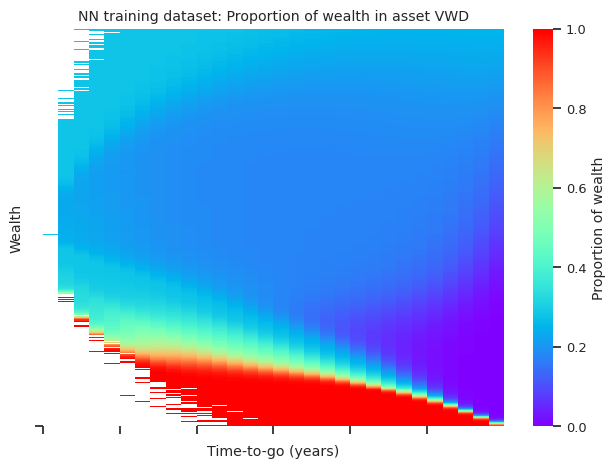 NN training dataset: Proportion of wealth in asset VWD
Wealth
Time-to-go (years)
1.0
0.8
0.6
0.4
0.2
0.0
Proportion of wealth